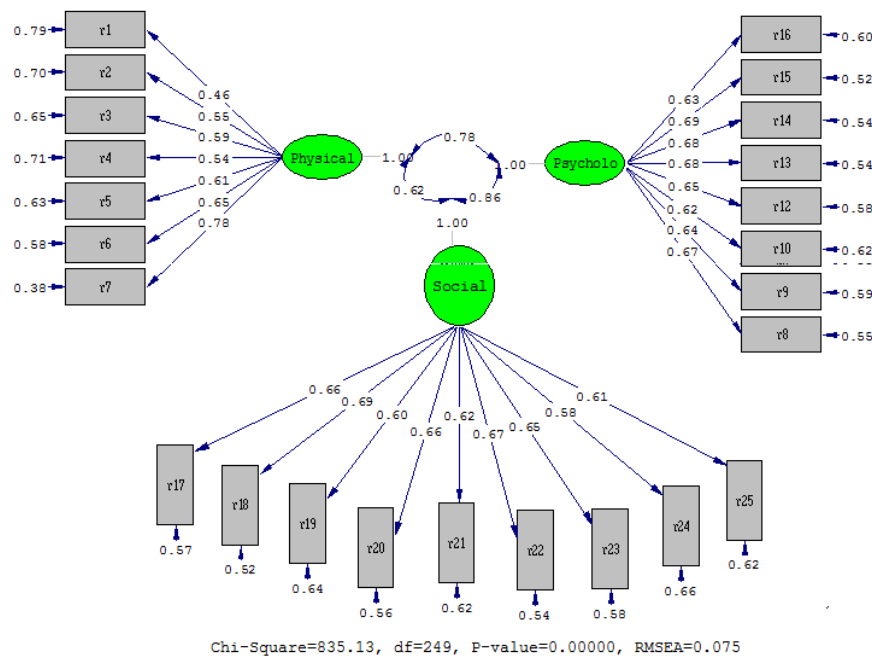 0.79
r1
0.70
r2
0.65
r3
0.71
r4
0.63
r5
0.58
r6
0.38
r7
0.46
0.55
0.59
0.54
0.61
0.65
0.78
Physical
1.00
0.78
0.62
0.86
1.00
1.00
Psycholo
Social
0.63
0.69
0.68
0.68
0.65
0.62
0.64
0.67
r16
0.60
r15
0.52
r14
0.54
r13
0.54
r12
0.58
r10
0.62
r9
0.59
r8
0.55
0.66
0.69
0.60
0.66
0.62
0.67
0.65
0.58
0.61
r17
r18
r19
r20
r21
r22
r23
r24
r25
0.57
0.52
0.64
0.56
0.62
0.54
0.58
0.66
0.62
Chi-Square=835.13, df=249, P-value=0.00000, RMSEA=0.075